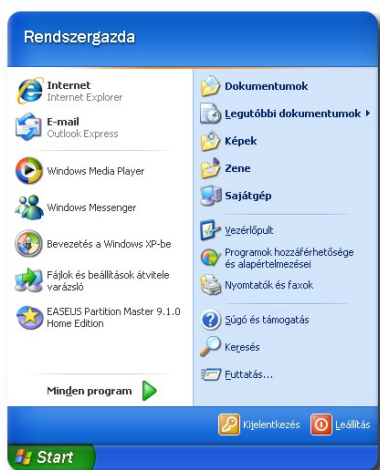 Rendszergazda
Internet
Internet Explorer
E-mail
Outlook Express
Windows Media Player
Windows Messenger
Bevezetés a Windows XP-be
Fájlok és beállítások átvitele
varázsló
EASEUS Partition Master 9.1.0
Home Edition
Minden program
Dokumentumok
Legutóbbi dokumentumok
Képek
Zene
Sajátgép
Vezérlőpult
Programok hozzáférhetősége
és alapértelmezései
Nyomtatók és faxok
Súgó és támogatás
Keresés
Futtatás...
Kijelentkezés
Leállítás
Start